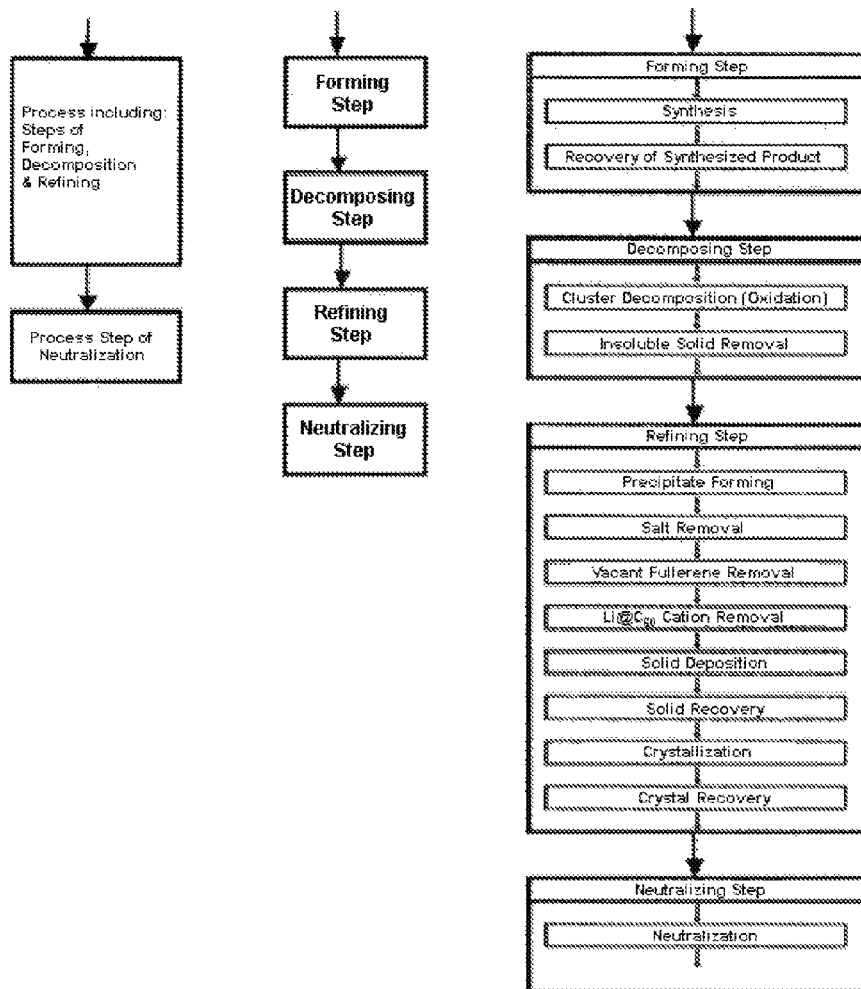 Process including:
Steps of
Forming,
Decomposition
& Refining
Process Step of
Neutralization
Forming
Step
Decomposing
Step
Refining
Step
Neutralizing
Step
Forming Step
Synthesis
Recovery of Synthesized Product
Decomposing Step
Cluster Decomposition (Oxidation)
Insoluble Solid Removal
Refining Step
Precipitate Forming
Salt Removal
Vacant Fullerene Removal
Li@C₆₀ Cation Removal
Solid Deposition
Solid Recovery
Crystallization
Crystal Recovery
Neutralizing Step
Neutralization